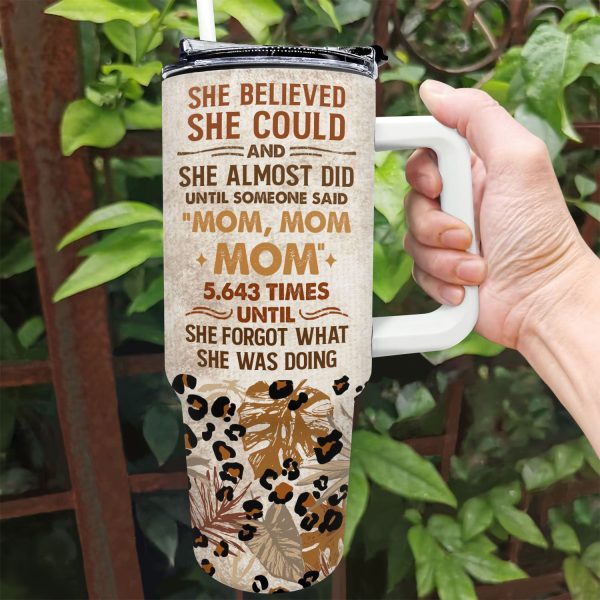 SHE BELIEVED
SHE COULD
AND
SHE ALMOST DID
UNTIL SOMEONE SAID
"MOM, MOM
MOM"
5.643 TIMES
UNTIL
SHE FORGOT WHAT
SHE WAS DOING